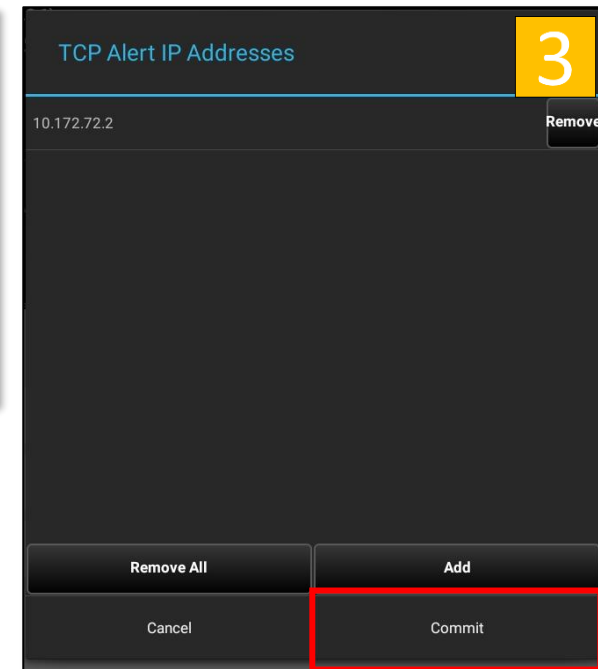 TCP Alert IP Addresses
3
10.172.72.2 Remove
Remove All Add
Cancel Commit